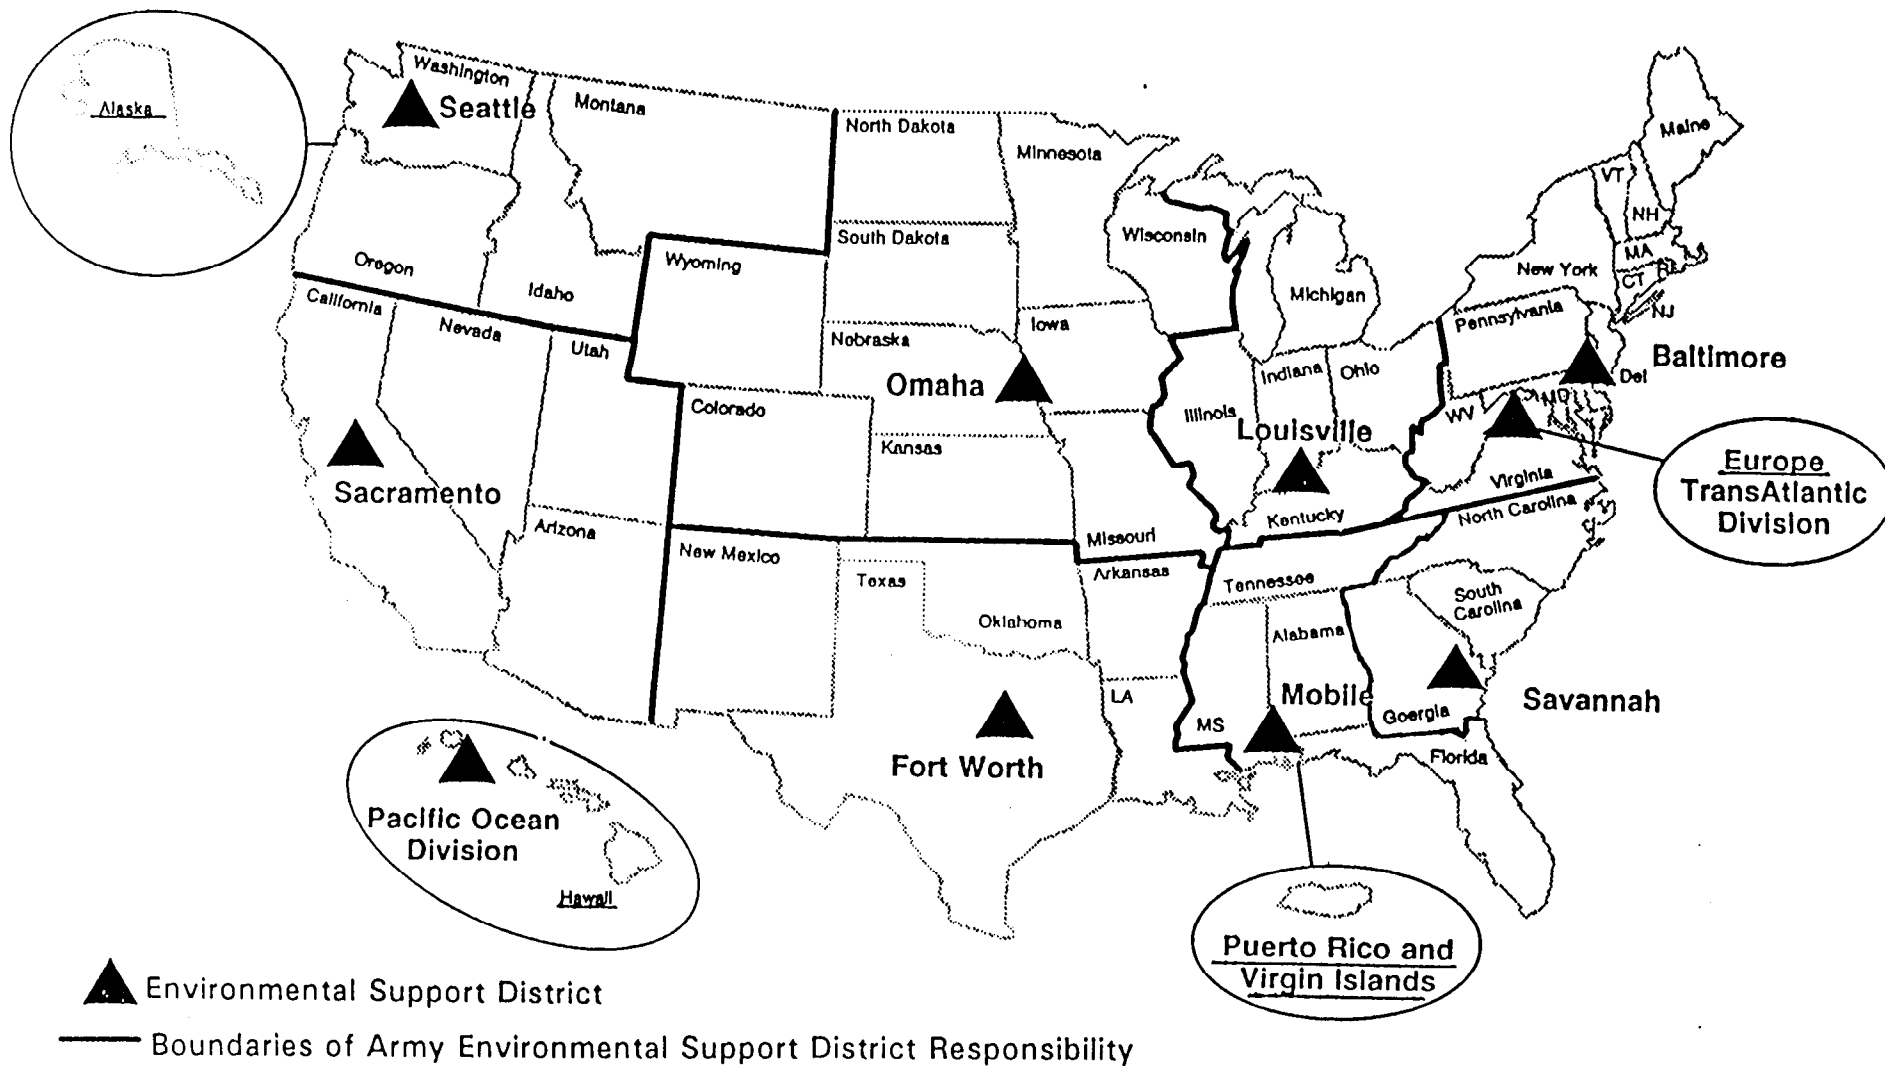 Washington
Seattle
Alaska
Montana
North Dakota
Minnesota
Maine
VT
NH
Wisconsin
South Dakota
MA
New York
CT
RI
Oregon
Wyoming
Idaho
Michigan
California
Nevada
Utah
Iowa
Pennsylvania
NJ
Nebraska
Baltimore
Omaha
Indiana
Ohio
Del
Colorado
Illinois
WV
MD
Louisville
Kansas
Europe
TransAtlantic
Division
Sacramento
Virginia
North Carolina
Kentucky
Arizona
Missouri
New Mexico
Texas
Arkansas
Tennessee
South
Carolina
Oklahoma
Alabama
LA
Mobile
Savannah
MS
Goergia
Fort Worth
Florida
Pacific Ocean
Division
Hawaii
Puerto Rico and
Virgin Islands
Environmental Support District
Boundaries of Army Environmental Support District Responsibility